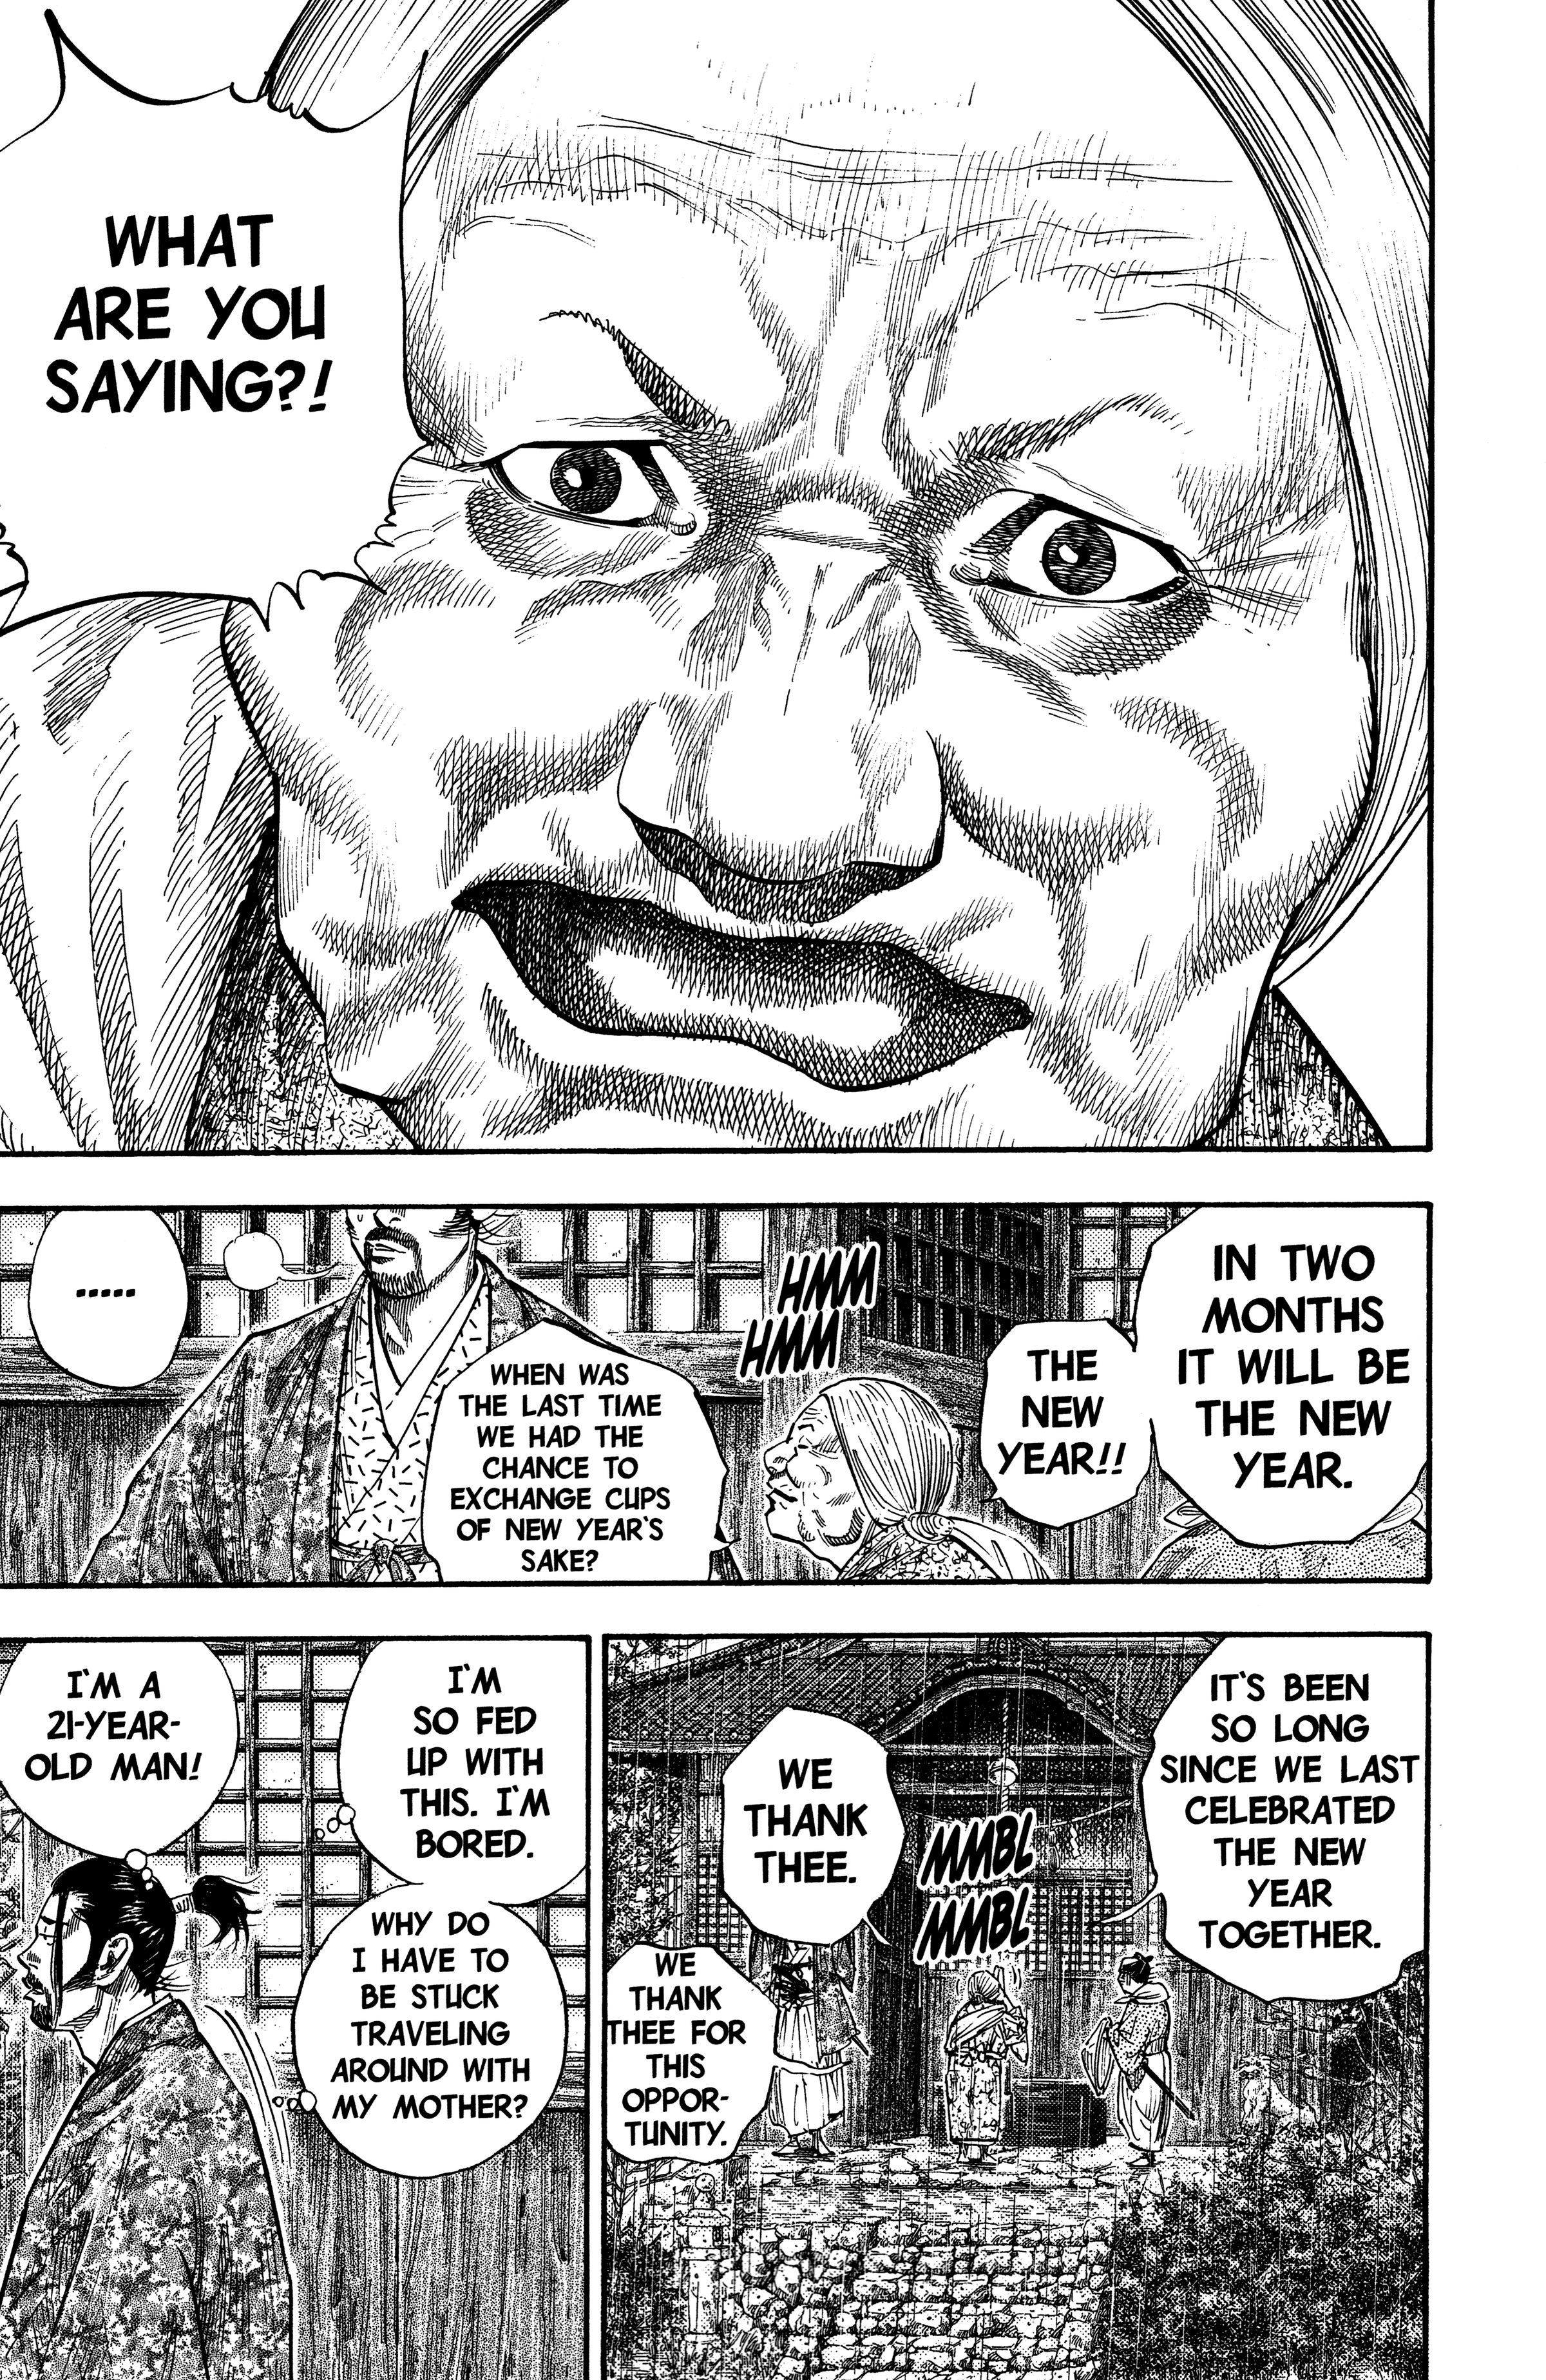 WHAT
ARE YOU
SAYING?!
IN TWO
MONTHS
IT WILL BE
THE NEW
YEAR.
THE
NEW
YEAR!!
HMM
HMM
WHEN WAS
THE LAST TIME
WE HAD THE
CHANCE TO
EXCHANGE CUPS
OF NEW YEAR'S
SAKE?
.....
IT'S BEEN
SO LONG
SINCE WE LAST
CELEBRATED
THE NEW
YEAR
TOGETHER.
MMBL
MMBL
WE
THANK
THEE.
WE
THANK
THEE FOR
THIS
OPPOR-
TUNITY.
I'M
SO FED
UP WITH
THIS. I'M
BORED.
WHY DO
I HAVE TO
BE STUCK
TRAVELING
AROUND WITH
MY MOTHER?
I'M A
21-YEAR-
OLD MAN!